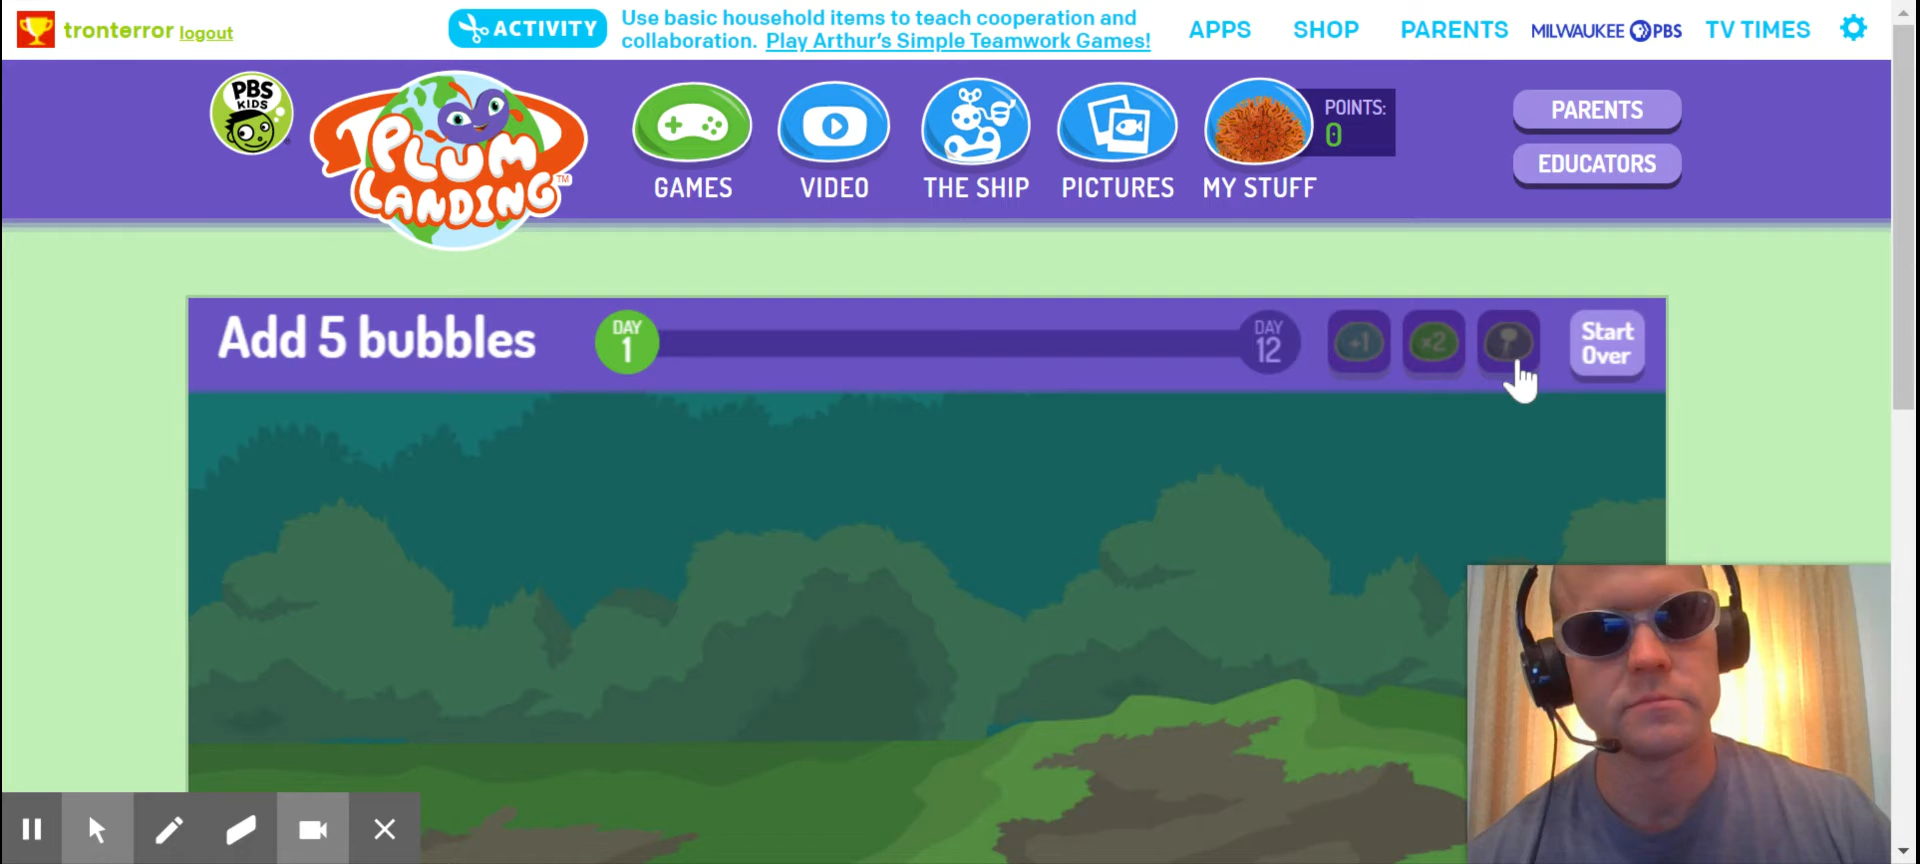 tronterror logout
ACTIVITY
Use basic household items to teach cooperation and
collaboration. Play Arthur's Simple Teamwork Games!
APPS
SHOP
PARENTS
MILWAUKEE PBS
TV TIMES
PBS
KIDS
PLUM
LANDING™
GAMES
VIDEO
THE SHIP
PICTURES
MY STUFF
POINTS:
0
PARENTS
EDUCATORS
Add 5 bubbles
DAY
1
DAY
12
+1
×2
Start
Over